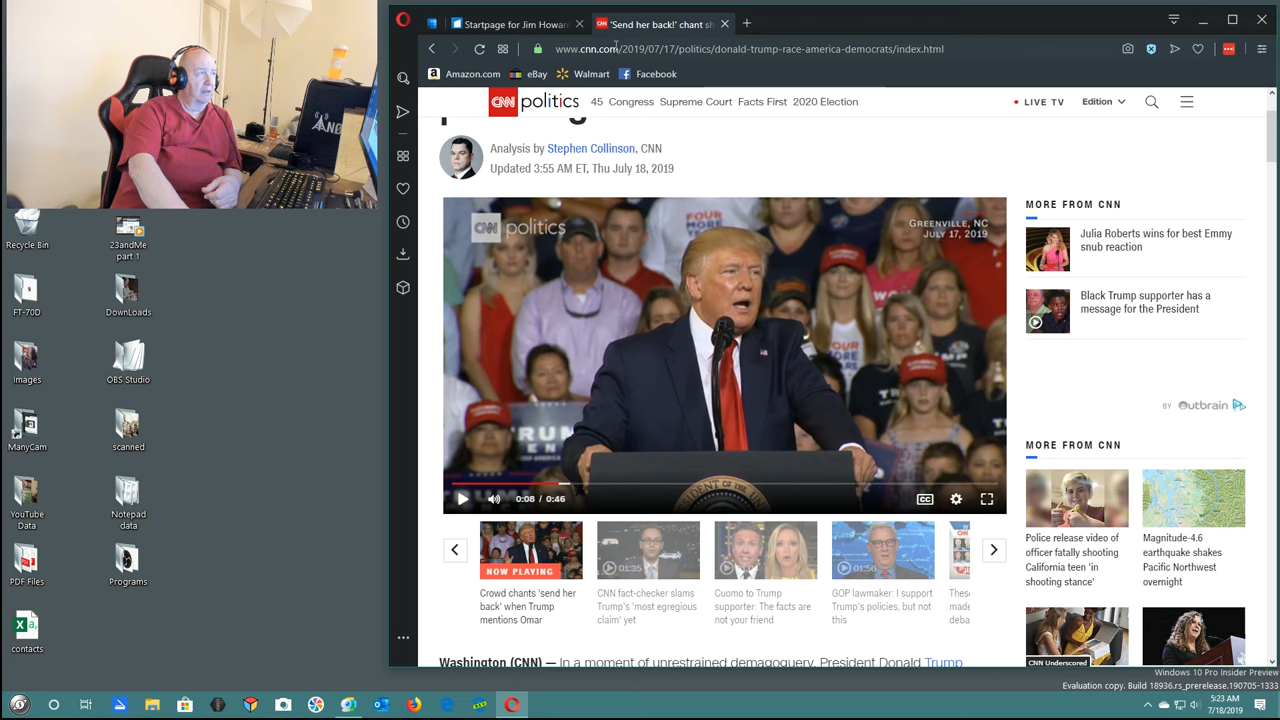 Startpage for Jim Howar
'Send her back!' chant sh
www.cnn.com/2019/07/17/politics/donald-trump-race-america-democrats/index.html
Amazon.com eBay Walmart Facebook
CNN politics 45 Congress Supreme Court Facts First 2020 Election LIVE TV Edition
Analysis by Stephen Collinson, CNN
Updated 3:55 AM ET, Thu July 18, 2019
CNN politics
GREENVILLE, NC
JULY 17, 2019
FOUR
MORE
TRUMP
0:08 / 0:46
CC
NOW PLAYING
Crowd chants 'send her
back' when Trump
mentions Omar
01:35
CNN fact-checker slams
Trump's 'most egregious
claim' yet
Cuomo to Trump
supporter: The facts are
not your friend
01:56
GOP lawmaker: I support
Trump's policies, but not
this
These
made
deba
Washington (CNN) — In a moment of unrestrained demagoguery, President Donald Trump
MORE FROM CNN
Julia Roberts wins for best Emmy
snub reaction
Black Trump supporter has a
message for the President
BY Outbrain
MORE FROM CNN
Police release video of
officer fatally shooting
California teen 'in
shooting stance'
Magnitude-4.6
earthquake shakes
Pacific Northwest
overnight
CNN Underscored
Recycle Bin
23andMe
part 1
FT-70D
DownLoads
Images
OBS Studio
ManyCam
scanned
YouTube
Data
Notepad
data
PDF Files
Programs
contacts
Windows 10 Pro Insider Preview
Evaluation copy. Build 18936.rs_prerelease.190705-1333
5:23 AM
7/18/2019